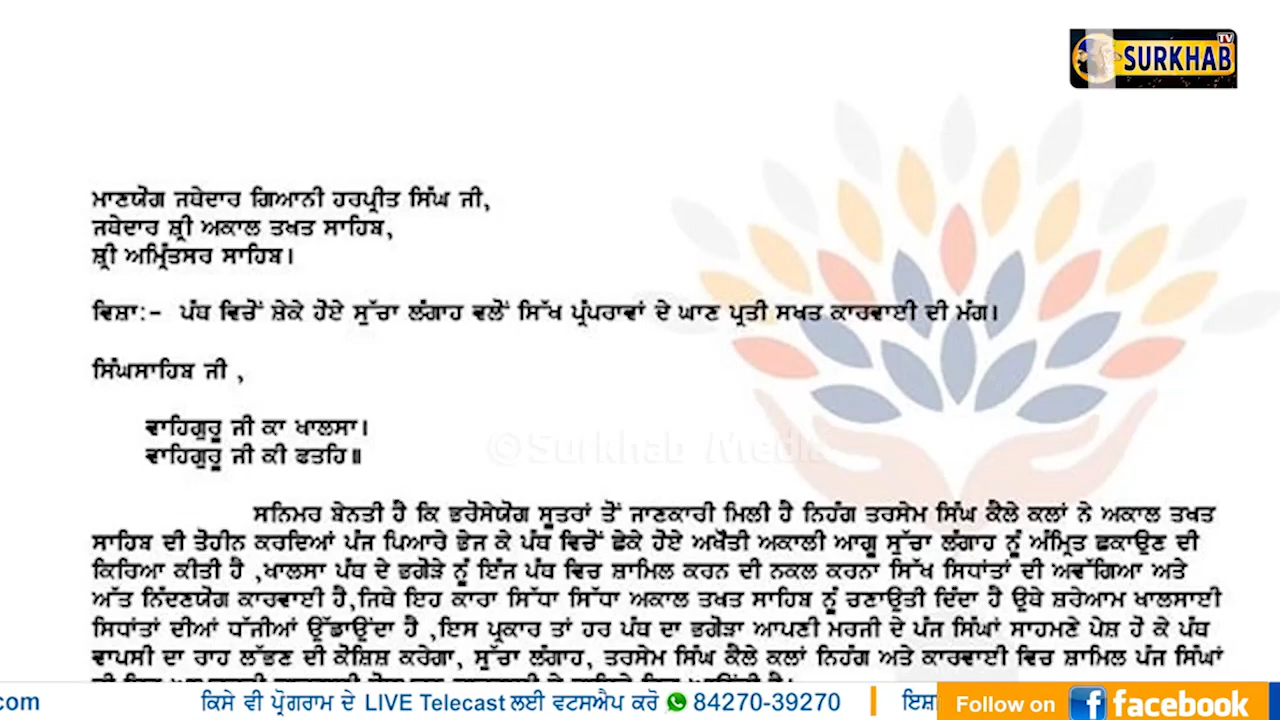 TV
SURKHAB
ਮਾਣਯੋਗ ਜਥੇਦਾਰ ਗਿਆਨੀ ਹਰਪ੍ਰੀਤ ਸਿੰਘ ਜੀ,
ਜਥੇਦਾਰ ਸ਼੍ਰੀ ਅਕਾਲ ਤਖਤ ਸਾਹਿਬ,
ਸ਼੍ਰੀ ਅਮ੍ਰਿੰਤਸਰ ਸਾਹਿਬ।
ਵਿਸ਼ਾ:- ਪੰਥ ਵਿਚੋਂ ਸ਼ੇਕੇ ਹੋਏ ਸੁੱਚਾ ਲੰਗਾਹ ਵਲੋਂ ਸਿੱਖ ਪ੍ਰੰਪਰਾਵਾਂ ਦੇ ਘਾਣ ਪ੍ਰਤੀ ਸਖਤ ਕਾਰਵਾਈ ਦੀ ਮੰਗ।
ਸਿੰਘਸਾਹਿਬ ਜੀ ,
ਵਾਹਿਗੁਰੂ ਜੀ ਕਾ ਖਾਲਸਾ।
ਵਾਹਿਗੁਰੂ ਜੀ ਕੀ ਫਤਹਿ॥
©Surkhab Media
ਸਨਿਮਰ ਬੇਨਤੀ ਹੈ ਕਿ ਭਰੋਸੇਯੋਗ ਸੂਤਰਾਂ ਤੋਂ ਜਾਣਕਾਰੀ ਮਿਲੀ ਹੈ ਨਿਹੰਗ ਤਰਸੇਮ ਸਿੰਘ ਕੈਲੇ ਕਲਾਂ ਨੇ ਅਕਾਲ ਤਖਤ
ਸਾਹਿਬ ਦੀ ਤੋਹੀਨ ਕਰਦਿਆਂ ਪੰਜ ਪਿਆਰੇ ਭੇਜ ਕੇ ਪੰਥ ਵਿਚੋਂ ਛੇਕੇ ਹੋਏ ਅਖੌਤੀ ਅਕਾਲੀ ਆਗੂ ਸੁੱਚਾ ਲੰਗਾਹ ਨੂੰ ਅੰਮ੍ਰਿਤ ਛਕਾਉਣ ਦੀ
ਕਿਰਿਆ ਕੀਤੀ ਹੈ ,ਖਾਲਸਾ ਪੰਥ ਦੇ ਭਗੋੜੇ ਨੂੰ ਇੰਜ ਪੰਥ ਵਿਚ ਸ਼ਾਮਿਲ ਕਰਨ ਦੀ ਨਕਲ ਕਰਨਾ ਸਿੱਖ ਸਿਧਾਂਤਾਂ ਦੀ ਅਵੱਗਿਆ ਅਤੇ
ਅੱਤ ਨਿੰਦਣਯੋਗ ਕਾਰਵਾਈ ਹੈ,ਜਿਥੇ ਇਹ ਕਾਰਾ ਸਿੱਧਾ ਸਿੱਧਾ ਅਕਾਲ ਤਖਤ ਸਾਹਿਬ ਨੂੰ ਚਣਾਉਤੀ ਦਿੰਦਾ ਹੈ ਉਥੇ ਸ਼ਰੇਆਮ ਖਾਲਸਾਈ
ਸਿਧਾਂਤਾਂ ਦੀਆਂ ਧੱਜੀਆਂ ਉੱਡਾਉਂਦਾ ਹੈ ,ਇਸ ਪ੍ਰਕਾਰ ਤਾਂ ਹਰ ਪੰਥ ਦਾ ਭਗੋੜਾ ਆਪਣੀ ਮਰਜੀ ਦੇ ਪੰਜ ਸਿੰਘਾਂ ਸਾਹਮਣੇ ਪੇਸ਼ ਹੋ ਕੇ ਪੰਥ
ਵਾਪਸੀ ਦਾ ਰਾਹ ਲੱਭਣ ਦੀ ਕੋਸ਼ਿਸ਼ ਕਰੇਗਾ, ਸੁੱਚਾ ਲੰਗਾਹ, ਤਰਸੇਮ ਸਿੰਘ ਕੈਲੇ ਕਲਾਂ ਨਿਹੰਗ ਅਤੇ ਕਾਰਵਾਈ ਵਿਚ ਸ਼ਾਮਿਲ ਪੰਜ ਸਿੰਘਾਂ
com ਕਿਸੇ ਵੀ ਪ੍ਰੋਗਰਾਮ ਦੇ LIVE Telecast ਲਈ ਵਟਸਐਪ ਕਰੋ 84270-39270 | ਇਸ਼ Follow on facebook